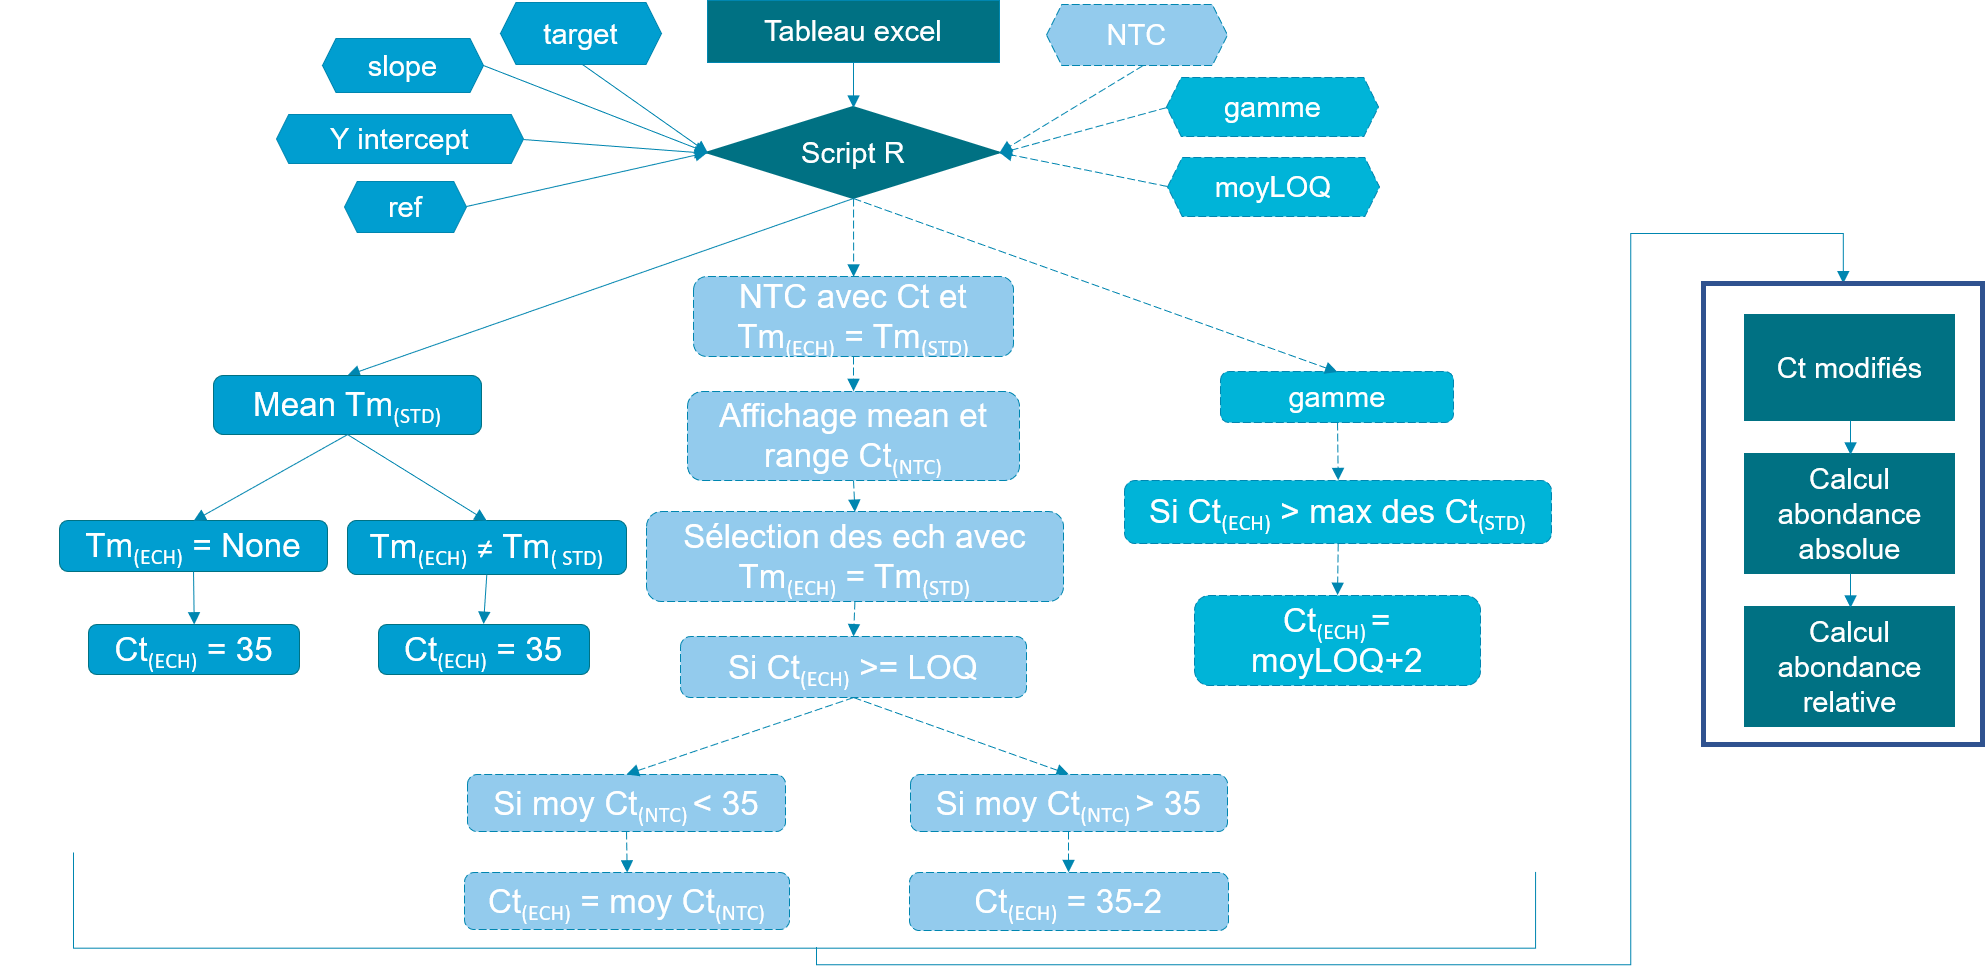 target
Tableau excel
NTC
slope
gamme
Y intercept
Script R
moyLOQ
ref
NTC avec Ct et
Tm(ECH) = Tm(STD)
Mean Tm(STD)
Affichage mean et
range Ct(NTC)
gamme
Tm(ECH) = None
Tm(ECH) ≠ Tm( STD)
Sélection des ech avec
Tm(ECH) = Tm(STD)
Si Ct(ECH) > max des Ct(STD)
Ct(ECH) = 35
Ct(ECH) = 35
Si Ct(ECH) >= LOQ
Ct(ECH) =
moyLOQ+2
Si moy Ct(NTC) < 35
Si moy Ct(NTC) > 35
Ct(ECH) = moy Ct(NTC)
Ct(ECH) = 35-2
Ct modifiés
Calcul
abondance
absolue
Calcul
abondance
relative